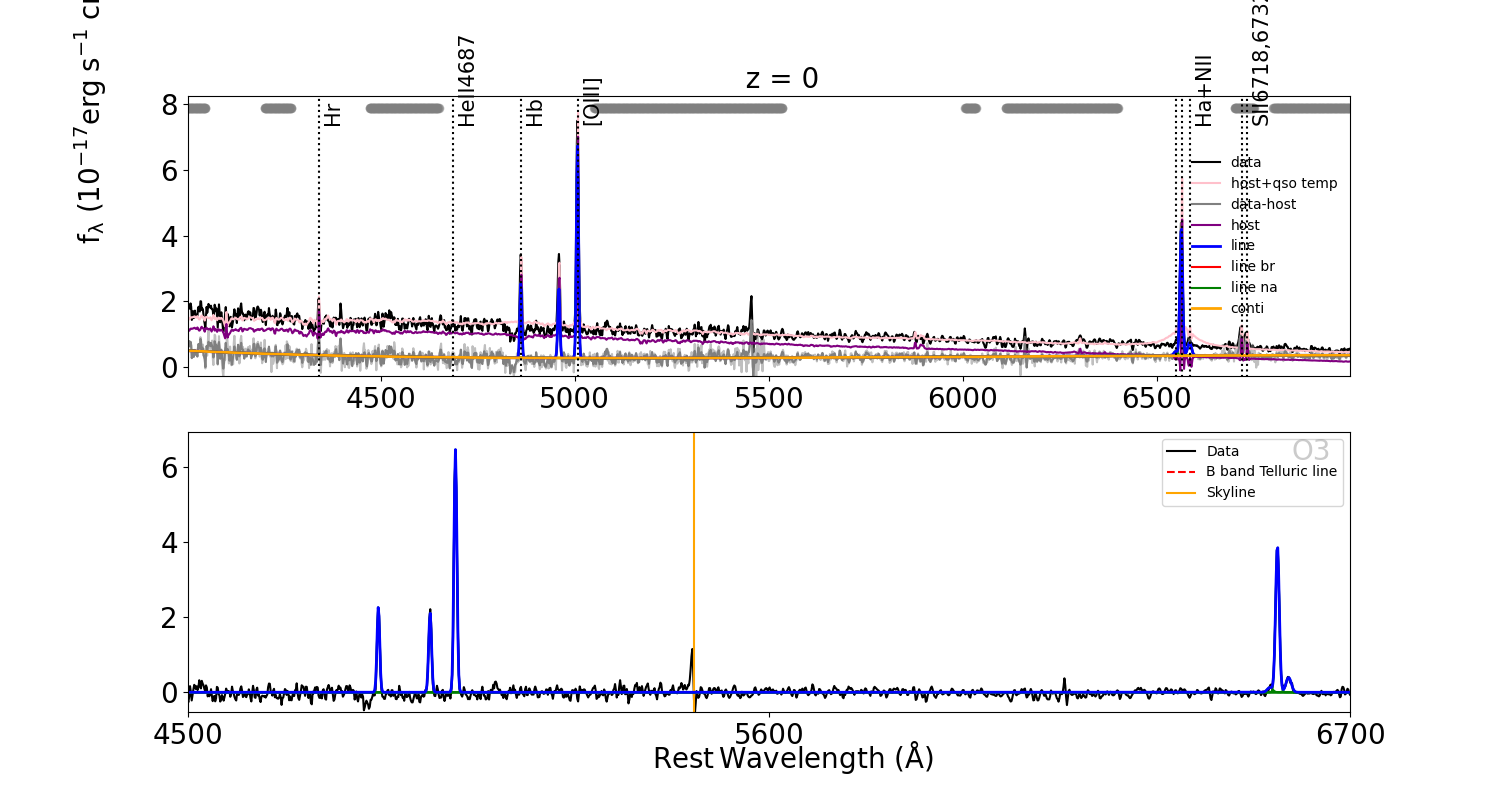 z = 0
f_λ (10^−17 erg s^−1
Hr
HeII4687
Hb
[OIII]
Ha+NII
SII6718,673
8
6
4
2
0
data
host+qso temp
data-host
host
line
line br
line na
conti
4500
5000
5500
6000
6500
O3
Data
B band Telluric line
Skyline
6
4
2
0
4500
5600
6700
Rest Wavelength (Å)